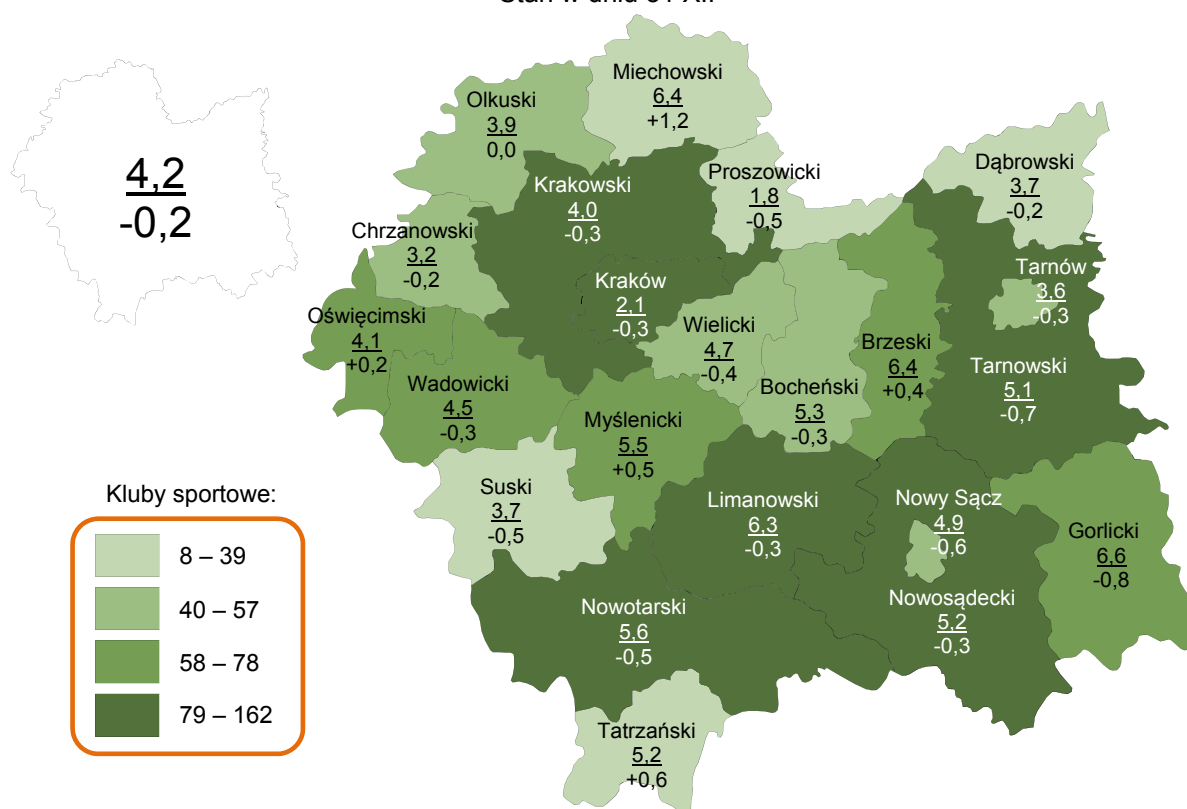 Stan w dniu 31 XII
4,2
-0,2
Miechowski
6,4
+1,2
Olkuski
3,9
0,0
Dąbrowski
3,7
-0,2
Proszowicki
1,8
-0,5
Krakowski
4,0
-0,3
Chrzanowski
3,2
-0,2
Tarnów
3,6
-0,3
Kraków
2,1
-0,3
Oświęcimski
4,1
+0,2
Wielicki
4,7
-0,4
Brzeski
6,4
+0,4
Tarnowski
5,1
-0,7
Wadowicki
4,5
-0,3
Bocheński
5,3
-0,3
Myślenicki
5,5
+0,5
Suski
3,7
-0,5
Limanowski
6,3
-0,3
Nowy Sącz
4,9
-0,6
Gorlicki
6,6
-0,8
Nowotarski
5,6
-0,5
Nowosądecki
5,2
-0,3
Tatrzański
5,2
+0,6
Kluby sportowe:
8 – 39
40 – 57
58 – 78
79 – 162